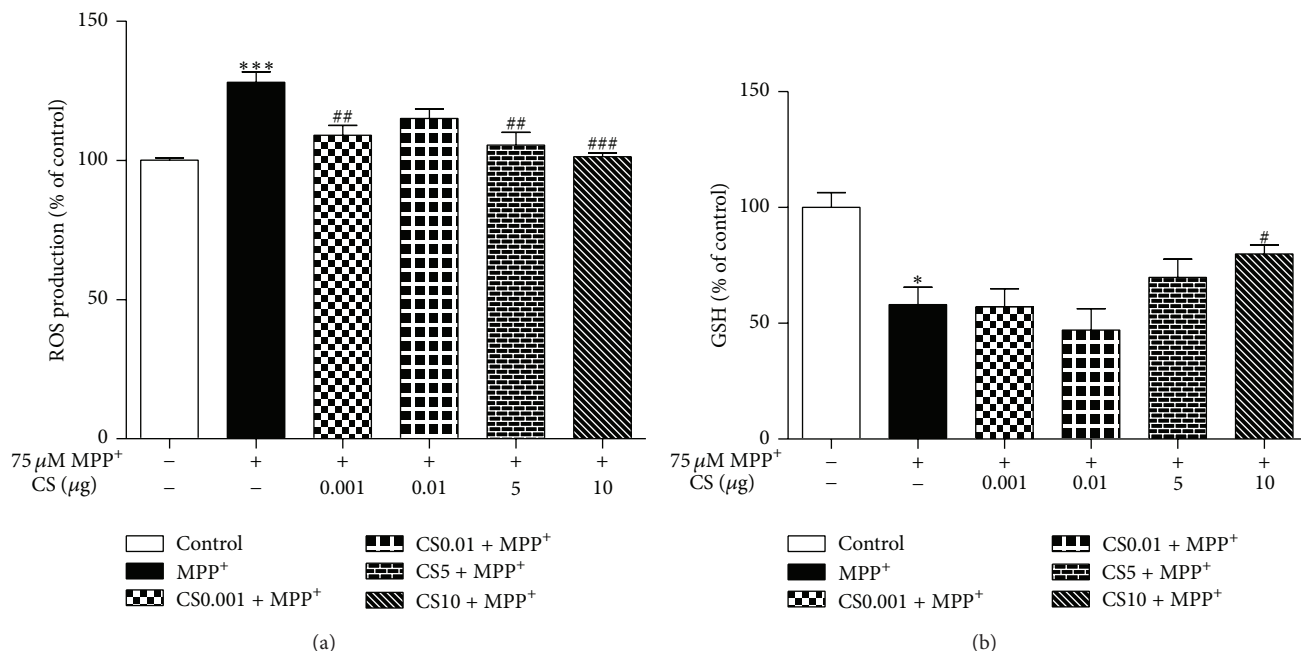 150
100
50
0
ROS production (% of control)
***
##
##
###
75 μM MPP⁺ − + + + + +
CS (μg) − − 0.001 0.01 5 10
Control
MPP⁺
CS0.001 + MPP⁺
CS0.01 + MPP⁺
CS5 + MPP⁺
CS10 + MPP⁺
(a)
150
100
50
0
GSH (% of control)
*
#
75 μM MPP⁺ − + + + + +
CS (μg) − − 0.001 0.01 5 10
Control
MPP⁺
CS0.001 + MPP⁺
CS0.01 + MPP⁺
CS5 + MPP⁺
CS10 + MPP⁺
(b)